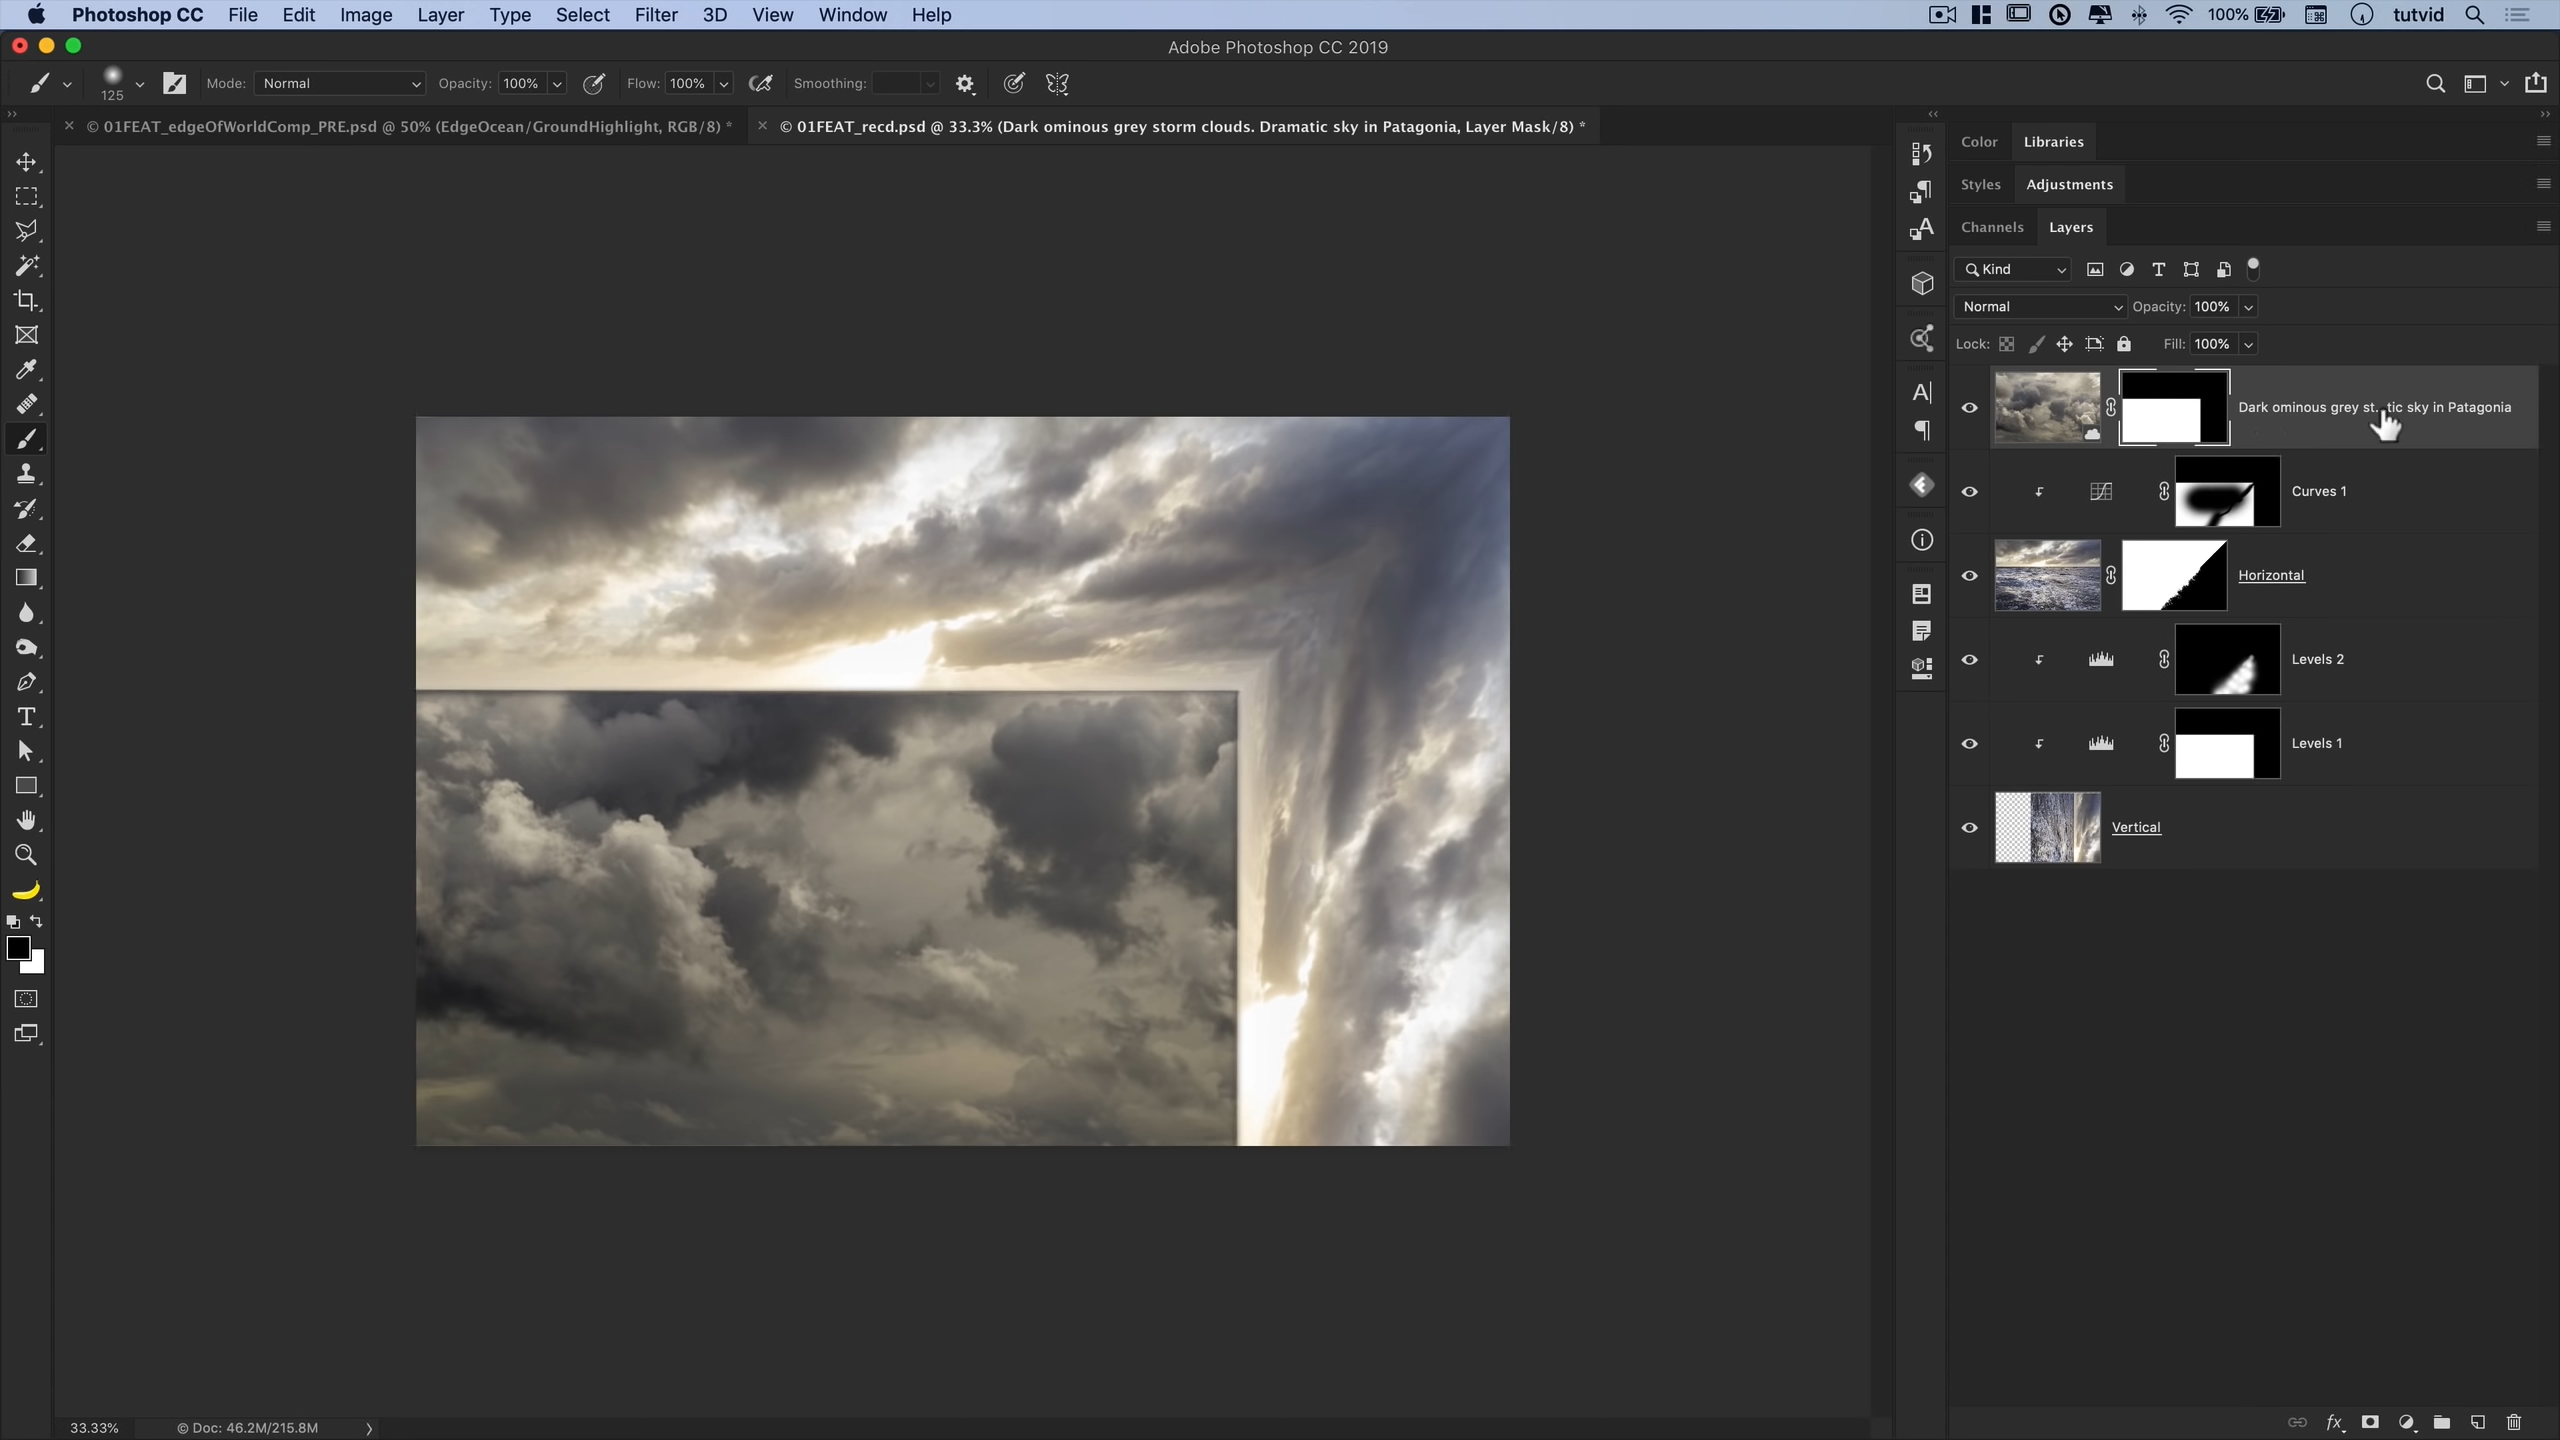 Photoshop CC File Edit Image Layer Type Select Filter 3D View Window Help 100% tutvid
Adobe Photoshop CC 2019
125 Mode: Normal Opacity: 100% Flow: 100% Smoothing:
© 01FEAT_edgeOfWorldComp_PRE.psd @ 50% (EdgeOcean/GroundHighlight, RGB/8) *
© 01FEAT_recd.psd @ 33.3% (Dark ominous grey storm clouds. Dramatic sky in Patagonia, Layer Mask/8) *
Color Libraries
Styles Adjustments
Channels Layers
Kind
Normal Opacity: 100%
Lock: Fill: 100%
Dark ominous grey st...tic sky in Patagonia
Curves 1
Horizontal
Levels 2
Levels 1
Vertical
33.33% © Doc: 46.2M/215.8M